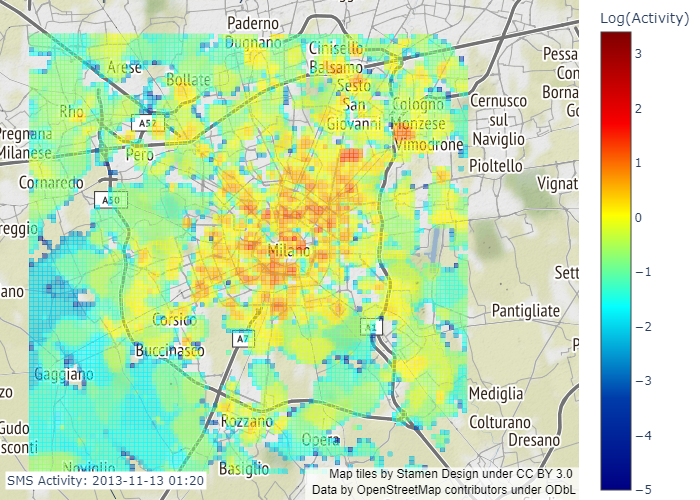 Log(Activity)
3
2
1
0
−1
−2
−3
−4
−5
Paderno
Dugnano
Cinisello
Balsamo
Arese
Bollate
Sesto
San
Giovanni
Cologno
Monzese
Pessa
Con
Borna
Go
Cernusco
sul
Naviglio
Rho
A52
Pregnana
Milanese
Pero
Vimodrone
Pioltello
Cornaredo
Vignat
A50
reggio
Milano
Sett
ano
Pantigliate
Corsico
A1
A7
Buccinasco
P
Gaggiano
zo
Mediglia
Gudo
sconti
Rozzano
Colturano
Dresano
Opera
Noviglio
Basiglio
SMS Activity: 2013-11-13 01:20
Map tiles by Stamen Design under CC BY 3.0
Data by OpenStreetMap contributors under ODbL